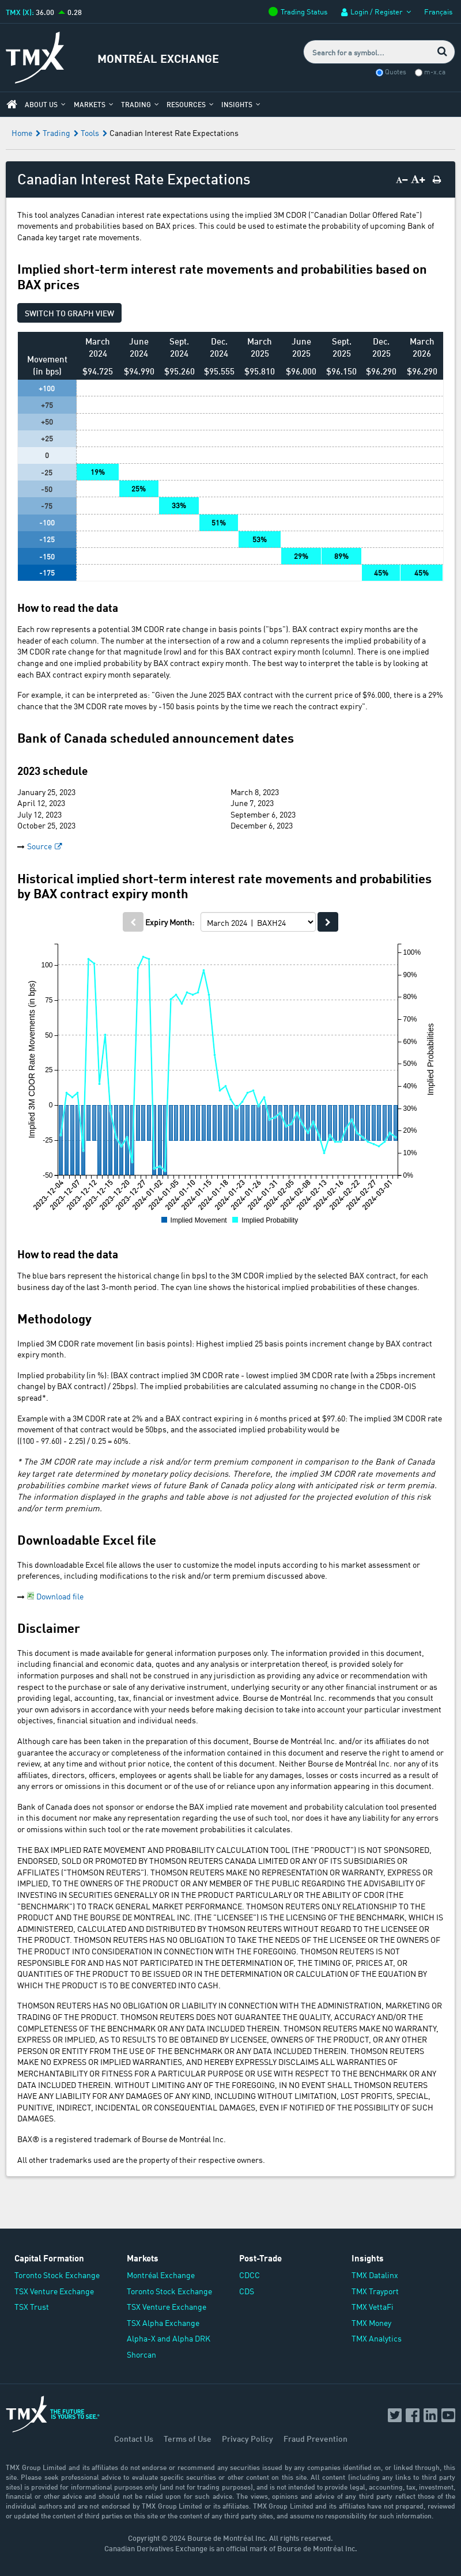 TMX (X): 36.00 0.28
Trading Status Login / Register Français
TMX
MONTRÉAL EXCHANGE
Search for a symbol...
Quotes m-x.ca
ABOUT US MARKETS TRADING RESOURCES INSIGHTS
Home Trading Tools Canadian Interest Rate Expectations
Canadian Interest Rate Expectations
A− A+
This tool analyzes Canadian interest rate expectations using the implied 3M CDOR ("Canadian Dollar Offered Rate")
movements and probabilities based on BAX prices. This could be used to estimate the probability of upcoming Bank of
Canada key target rate movements.
Implied short-term interest rate movements and probabilities based on
BAX prices
SWITCH TO GRAPH VIEW
Movement (in bps) March 2024 June 2024 Sept. 2024 Dec. 2024 March 2025 June 2025 Sept. 2025 Dec. 2025 March 2026
$94.725 $94.990 $95.260 $95.555 $95.810 $96.000 $96.150 $96.290 $96.290
+100
+75
+50
+25
0
-25 19%
-50 25%
-75 33%
-100 51%
-125 53%
-150 29% 89%
-175 45% 45%
How to read the data
Each row represents a potential 3M CDOR rate change in basis points ("bps"). BAX contract expiry months are the
header of each column. The number at the intersection of a row and a column represents the implied probability of a
3M CDOR rate change for that magnitude (row) and for this BAX contract expiry month (column). There is one implied
change and one implied probability by BAX contract expiry month. The best way to interpret the table is by looking at
each BAX contract expiry month separately.
For example, it can be interpreted as: "Given the June 2025 BAX contract with the current price of $96.000, there is a 29%
chance that the 3M CDOR rate moves by -150 basis points by the time we reach the contract expiry".
Bank of Canada scheduled announcement dates
2023 schedule
January 25, 2023 March 8, 2023
April 12, 2023 June 7, 2023
July 12, 2023 September 6, 2023
October 25, 2023 December 6, 2023
Source
Historical implied short-term interest rate movements and probabilities
by BAX contract expiry month
Expiry Month: March 2024 | BAXH24
Implied 3M CDOR Rate Movements (in bps)
100
75
50
25
0
-25
-50
100%
90%
80%
70%
60%
50%
40%
30%
20%
10%
0%
Implied Probabilities
2023-12-04 2023-12-07 2023-12-12 2023-12-15 2023-12-20 2023-12-27 2024-01-02 2024-01-05 2024-01-10 2024-01-15 2024-01-18 2024-01-23 2024-01-26 2024-01-31 2024-02-05 2024-02-08 2024-02-13 2024-02-16 2024-02-22 2024-02-27 2024-03-01
Implied Movement Implied Probability
How to read the data
The blue bars represent the historical change (in bps) to the 3M CDOR implied by the selected BAX contract, for each
business day of the last 3-month period. The cyan line shows the historical implied probabilities of these changes.
Methodology
Implied 3M CDOR rate movement (in basis points): Highest implied 25 basis points increment change by BAX contract
expiry month.
Implied probability (in %): (BAX contract implied 3M CDOR rate - lowest implied 3M CDOR rate (with a 25bps increment
change) by BAX contract) / 25bps). The implied probabilities are calculated assuming no change in the CDOR-OIS
spread*.
Example with a 3M CDOR rate at 2% and a BAX contract expiring in 6 months priced at $97.60: The implied 3M CDOR rate
movement of that contract would be 50bps, and the associated implied probability would be
((100 - 97.60) - 2.25) / 0.25 = 60%.
* The 3M CDOR rate may include a risk and/or term premium component in comparison to the Bank of Canada
key target rate determined by monetary policy decisions. Therefore, the implied 3M CDOR rate movements and
probabilities combine views of future Bank of Canada policy along with anticipated risk or term premia.
The information displayed in the graphs and table above is not adjusted for the projected evolution of this risk
and/or term premium.
Downloadable Excel file
This downloadable Excel file allows the user to customize the model inputs according to his market assessment or
preferences, including modifications to the risk and/or term premium discussed above.
Download file
Disclaimer
This document is made available for general information purposes only. The information provided in this document,
including financial and economic data, quotes and any analysis or interpretation thereof, is provided solely for
information purposes and shall not be construed in any jurisdiction as providing any advice or recommendation with
respect to the purchase or sale of any derivative instrument, underlying security or any other financial instrument or as
providing legal, accounting, tax, financial or investment advice. Bourse de Montréal Inc. recommends that you consult
your own advisors in accordance with your needs before making decision to take into account your particular investment
objectives, financial situation and individual needs.
Although care has been taken in the preparation of this document, Bourse de Montréal Inc. and/or its affiliates do not
guarantee the accuracy or completeness of the information contained in this document and reserve the right to amend or
review, at any time and without prior notice, the content of this document. Neither Bourse de Montréal Inc. nor any of its
affiliates, directors, officers, employees or agents shall be liable for any damages, losses or costs incurred as a result of
any errors or omissions in this document or of the use of or reliance upon any information appearing in this document.
Bank of Canada does not sponsor or endorse the BAX implied rate movement and probability calculation tool presented
in this document nor make any representation regarding the use of such tool, nor does it have any liability for any errors
or omissions within such tool or the rate movement probabilities it calculates.
THE BAX IMPLIED RATE MOVEMENT AND PROBABILITY CALCULATION TOOL (THE "PRODUCT") IS NOT SPONSORED,
ENDORSED, SOLD OR PROMOTED BY THOMSON REUTERS CANADA LIMITED OR ANY OF ITS SUBSIDIARIES OR
AFFILIATES ("THOMSON REUTERS"). THOMSON REUTERS MAKE NO REPRESENTATION OR WARRANTY, EXPRESS OR
IMPLIED, TO THE OWNERS OF THE PRODUCT OR ANY MEMBER OF THE PUBLIC REGARDING THE ADVISABILITY OF
INVESTING IN SECURITIES GENERALLY OR IN THE PRODUCT PARTICULARLY OR THE ABILITY OF CDOR (THE
"BENCHMARK") TO TRACK GENERAL MARKET PERFORMANCE. THOMSON REUTERS ONLY RELATIONSHIP TO THE
PRODUCT AND THE BOURSE DE MONTREAL INC. (THE "LICENSEE") IS THE LICENSING OF THE BENCHMARK, WHICH IS
ADMINISTERED, CALCULATED AND DISTRIBUTED BY THOMSON REUTERS WITHOUT REGARD TO THE LICENSEE OR
THE PRODUCT. THOMSON REUTERS HAS NO OBLIGATION TO TAKE THE NEEDS OF THE LICENSEE OR THE OWNERS OF
THE PRODUCT INTO CONSIDERATION IN CONNECTION WITH THE FOREGOING. THOMSON REUTERS IS NOT
RESPONSIBLE FOR AND HAS NOT PARTICIPATED IN THE DETERMINATION OF, THE TIMING OF, PRICES AT, OR
QUANTITIES OF THE PRODUCT TO BE ISSUED OR IN THE DETERMINATION OR CALCULATION OF THE EQUATION BY
WHICH THE PRODUCT IS TO BE CONVERTED INTO CASH.
THOMSON REUTERS HAS NO OBLIGATION OR LIABILITY IN CONNECTION WITH THE ADMINISTRATION, MARKETING OR
TRADING OF THE PRODUCT. THOMSON REUTERS DOES NOT GUARANTEE THE QUALITY, ACCURACY AND/OR THE
COMPLETENESS OF THE BENCHMARK OR ANY DATA INCLUDED THEREIN. THOMSON REUTERS MAKE NO WARRANTY,
EXPRESS OR IMPLIED, AS TO RESULTS TO BE OBTAINED BY LICENSEE, OWNERS OF THE PRODUCT, OR ANY OTHER
PERSON OR ENTITY FROM THE USE OF THE BENCHMARK OR ANY DATA INCLUDED THEREIN. THOMSON REUTERS
MAKE NO EXPRESS OR IMPLIED WARRANTIES, AND HEREBY EXPRESSLY DISCLAIMS ALL WARRANTIES OF
MERCHANTABILITY OR FITNESS FOR A PARTICULAR PURPOSE OR USE WITH RESPECT TO THE BENCHMARK OR ANY
DATA INCLUDED THEREIN. WITHOUT LIMITING ANY OF THE FOREGOING, IN NO EVENT SHALL THOMSON REUTERS
HAVE ANY LIABILITY FOR ANY DAMAGES OF ANY KIND, INCLUDING WITHOUT LIMITATION, LOST PROFITS, SPECIAL,
PUNITIVE, INDIRECT, INCIDENTAL OR CONSEQUENTIAL DAMAGES, EVEN IF NOTIFIED OF THE POSSIBILITY OF SUCH
DAMAGES.
BAX® is a registered trademark of Bourse de Montréal Inc.
All other trademarks used are the property of their respective owners.
Capital Formation Markets Post-Trade Insights
Toronto Stock Exchange Montréal Exchange CDCC TMX Datalinx
TSX Venture Exchange Toronto Stock Exchange CDS TMX Trayport
TSX Trust TSX Venture Exchange TMX VettaFi
TSX Alpha Exchange TMX Money
Alpha-X and Alpha DRK TMX Analytics
Shorcan
TMX THE FUTURE
IS YOURS TO SEE.®
Contact Us Terms of Use Privacy Policy Fraud Prevention
TMX Group Limited and its affiliates do not endorse or recommend any securities issued by any companies identified on, or linked through, this
site. Please seek professional advice to evaluate specific securities or other content on this site. All content (including any links to third party
sites) is provided for informational purposes only (and not for trading purposes), and is not intended to provide legal, accounting, tax, investment,
financial or other advice and should not be relied upon for such advice. The views, opinions and advice of any third party reflect those of the
individual authors and are not endorsed by TMX Group Limited or its affiliates. TMX Group Limited and its affiliates have not prepared, reviewed
or updated the content of third parties on this site or the content of any third party sites, and assume no responsibility for such information.
Copyright © 2024 Bourse de Montréal Inc. All rights reserved.
Canadian Derivatives Exchange is an official mark of Bourse de Montréal Inc.